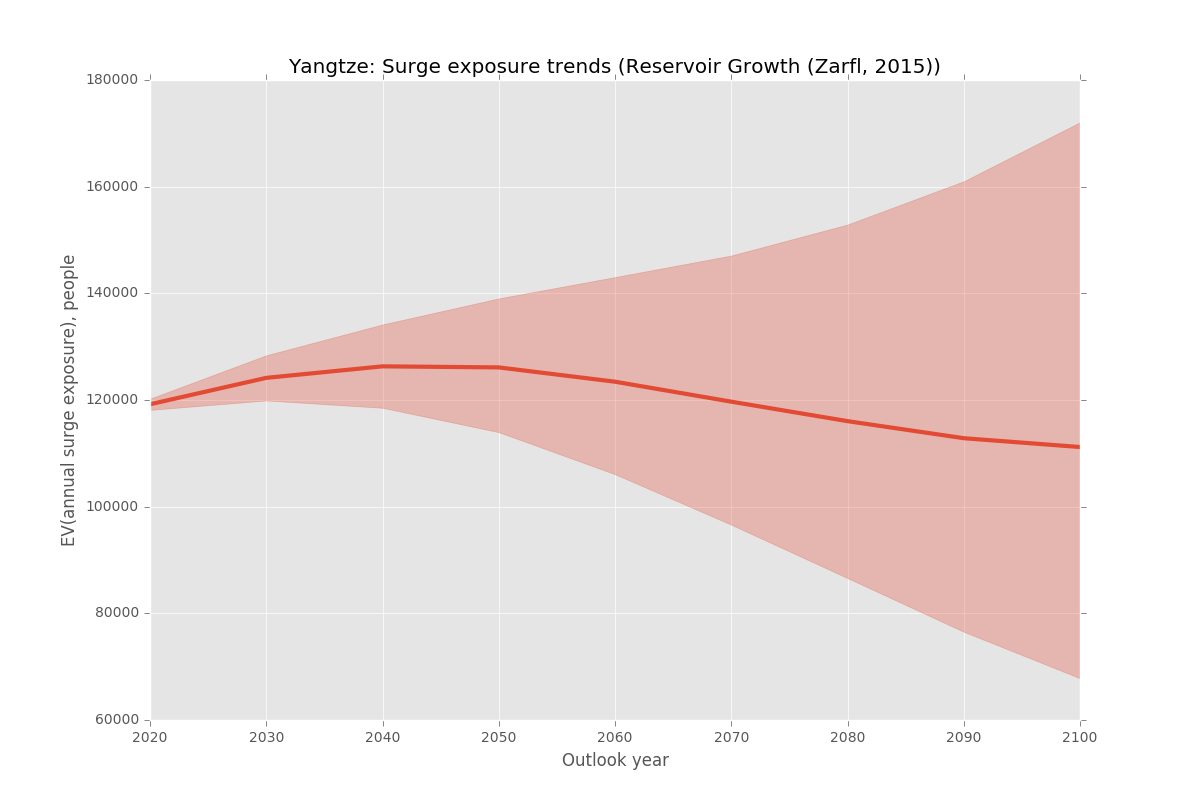 Yangtze: Surge exposure trends (Reservoir Growth (Zarfl, 2015))
EV(annual surge exposure), people
180000
160000
140000
120000
100000
80000
60000
2020 2030 2040 2050 2060 2070 2080 2090 2100
Outlook year